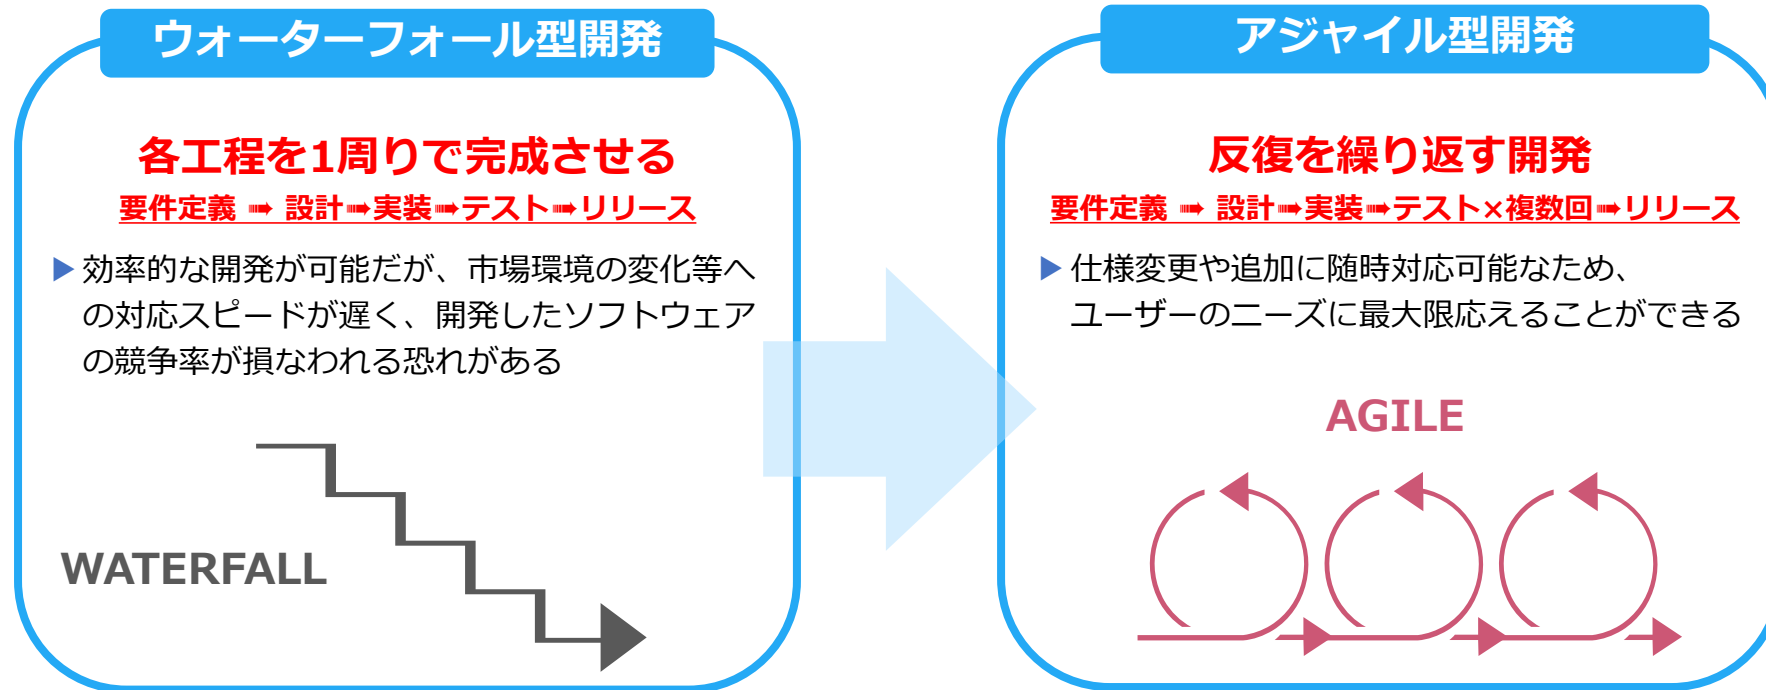 ウォーターフォール型開発
各工程を1周りで完成させる
要件定義 ➠ 設計➠実装➠テスト➠リリース
▶効率的な開発が可能だが、市場環境の変化等へ
の対応スピードが遅く、開発したソフトウェア
の競争率が損なわれる恐れがある
WATERFALL
アジャイル型開発
反復を繰り返す開発
要件定義 ➠ 設計➠実装➠テスト×複数回➠リリース
▶仕様変更や追加に随時対応可能なため、
ユーザーのニーズに最大限応えることができる
AGILE